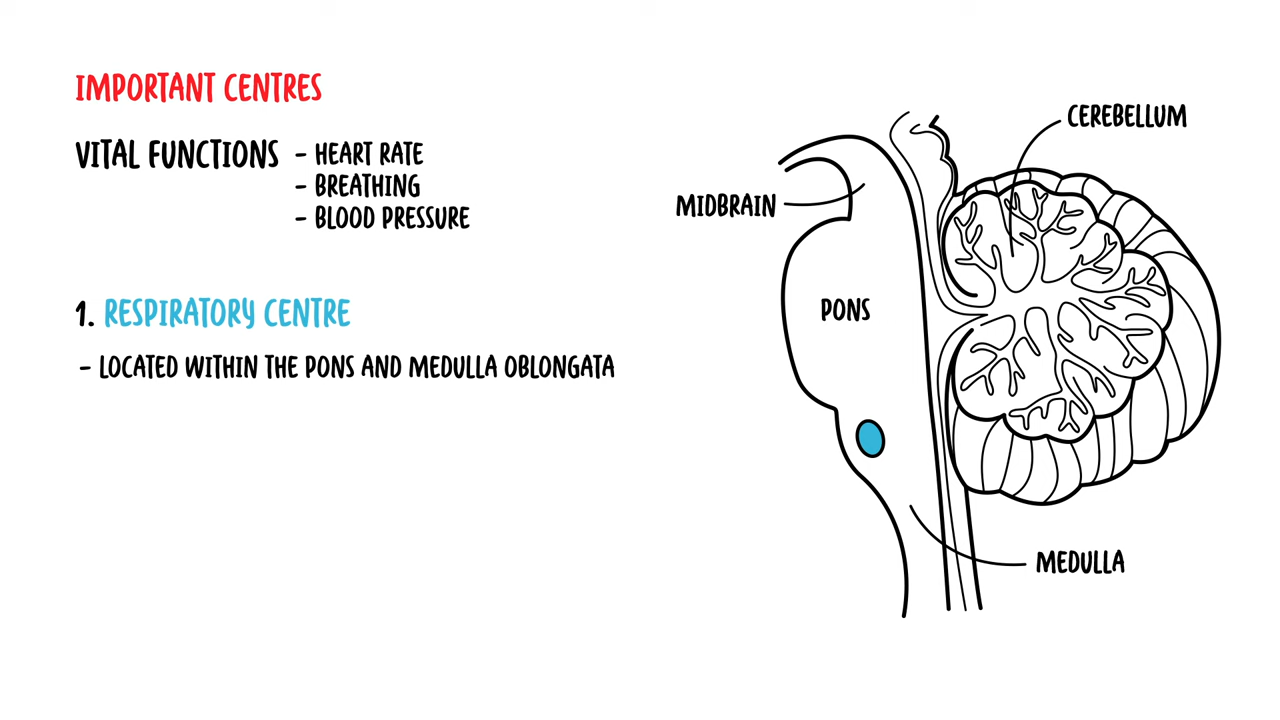 IMPORTANT CENTRES
VITAL FUNCTIONS - HEART RATE
- BREATHING
- BLOOD PRESSURE
1. RESPIRATORY CENTRE
- LOCATED WITHIN THE PONS AND MEDULLA OBLONGATA
CEREBELLUM
MIDBRAIN
PONS
MEDULLA